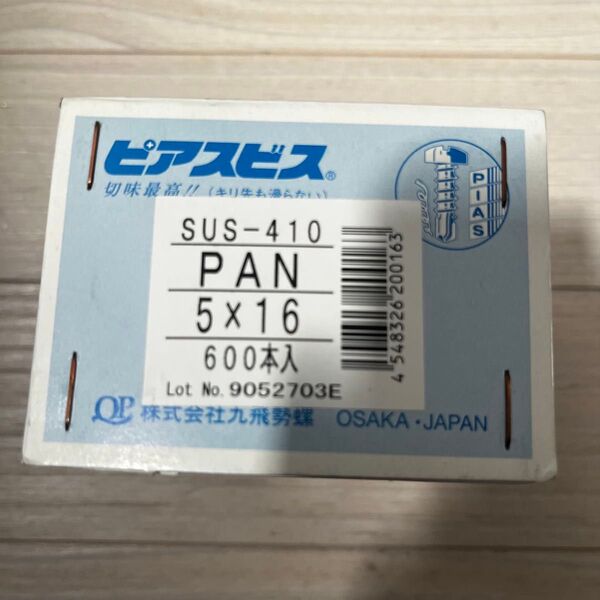 ピアスビス®
切味最高!!（キリ先も滑らない）
PIAS
SUS-410
PAN
5×16
600本入
Lot No. 9052703E
4 548326 200163
QP 株式会社九飛勢螺 OSAKA・JAPAN